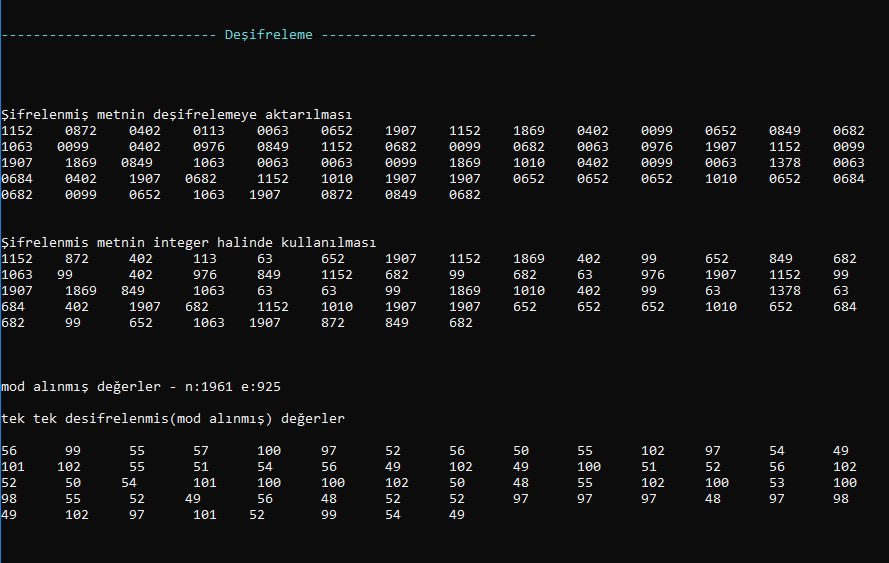 --------------------------- Deşifreleme ---------------------------
Şifrelenmiş metnin deşifrelemeye aktarılması
1152 0872 0402 0113 0063 0652 1907 1152 1869 0402 0099 0652 0849 0682
1063 0099 0402 0976 0849 1152 0682 0099 0682 0063 0976 1907 1152 0099
1907 1869 0849 1063 0063 0063 0099 1869 1010 0402 0099 0063 1378 0063
0684 0402 1907 0682 1152 1010 1907 1907 0652 0652 0652 1010 0652 0684
0682 0099 0652 1063 1907 0872 0849 0682
Şifrelenmis metnin integer halinde kullanılması
1152 872 402 113 63 652 1907 1152 1869 402 99 652 849 682
1063 99 402 976 849 1152 682 99 682 63 976 1907 1152 99
1907 1869 849 1063 63 63 99 1869 1010 402 99 63 1378 63
684 402 1907 682 1152 1010 1907 1907 652 652 652 1010 652 684
682 99 652 1063 1907 872 849 682
mod alınmış değerler - n:1961 e:925
tek tek desifrelenmis(mod alınmış) değerler
56 99 55 57 100 97 52 56 50 55 102 97 54 49
101 102 55 51 54 56 49 102 49 100 51 52 56 102
52 50 54 101 100 100 102 50 48 55 102 100 53 100
98 55 52 49 56 48 52 52 97 97 97 48 97 98
49 102 97 101 52 99 54 49